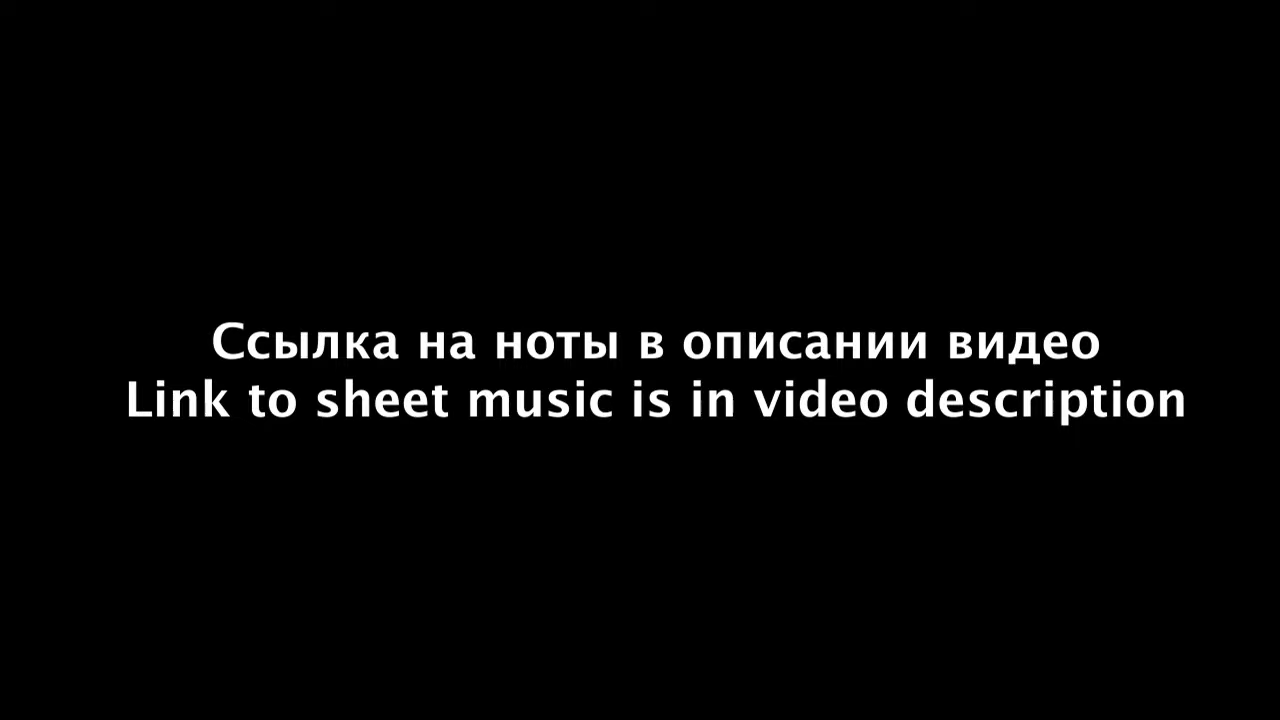 Ссылка на ноты в описании видео
Link to sheet music is in video description